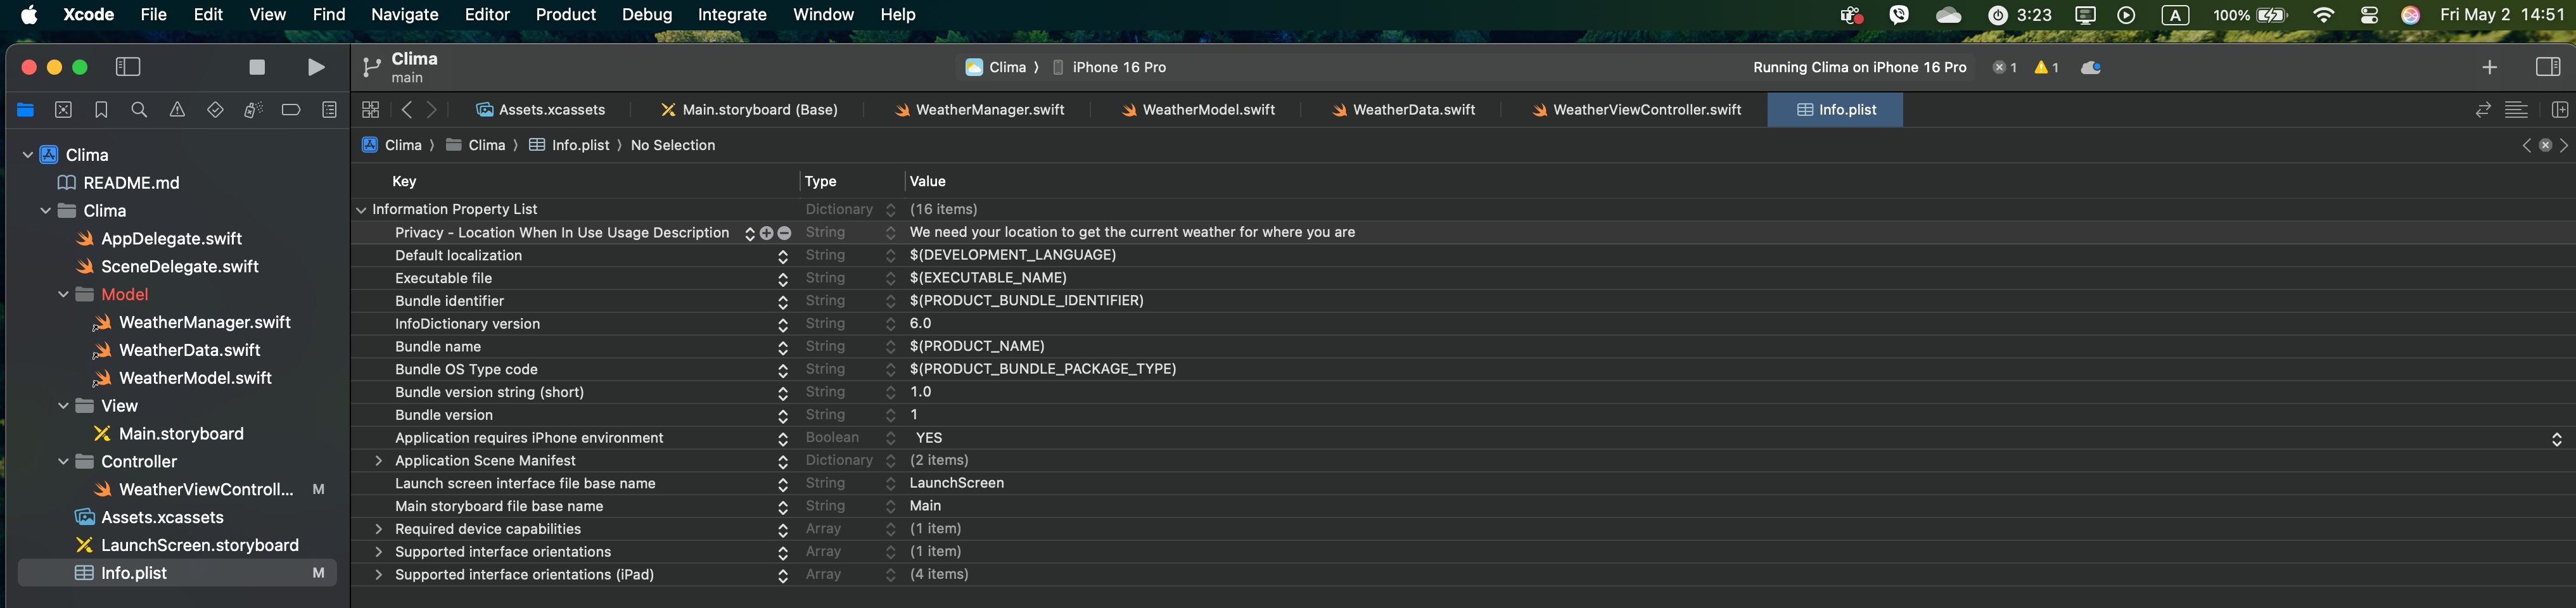 Xcode File Edit View Find Navigate Editor Product Debug Integrate Window Help 3:23 A 100% Fri May 2 14:51
Clima
main
Clima iPhone 16 Pro
Running Clima on iPhone 16 Pro 1 1
Assets.xcassets Main.storyboard (Base) WeatherManager.swift WeatherModel.swift WeatherData.swift WeatherViewController.swift Info.plist
Clima Clima Info.plist No Selection
Clima
README.md
Clima
AppDelegate.swift
SceneDelegate.swift
Model
WeatherManager.swift
WeatherData.swift
WeatherModel.swift
View
Main.storyboard
Controller
WeatherViewControll... M
Assets.xcassets
LaunchScreen.storyboard
Info.plist M
Key Type Value
Information Property List Dictionary (16 items)
Privacy - Location When In Use Usage Description String We need your location to get the current weather for where you are
Default localization String $(DEVELOPMENT_LANGUAGE)
Executable file String $(EXECUTABLE_NAME)
Bundle identifier String $(PRODUCT_BUNDLE_IDENTIFIER)
InfoDictionary version String 6.0
Bundle name String $(PRODUCT_NAME)
Bundle OS Type code String $(PRODUCT_BUNDLE_PACKAGE_TYPE)
Bundle version string (short) String 1.0
Bundle version String 1
Application requires iPhone environment Boolean YES
Application Scene Manifest Dictionary (2 items)
Launch screen interface file base name String LaunchScreen
Main storyboard file base name String Main
Required device capabilities Array (1 item)
Supported interface orientations Array (1 item)
Supported interface orientations (iPad) Array (4 items)